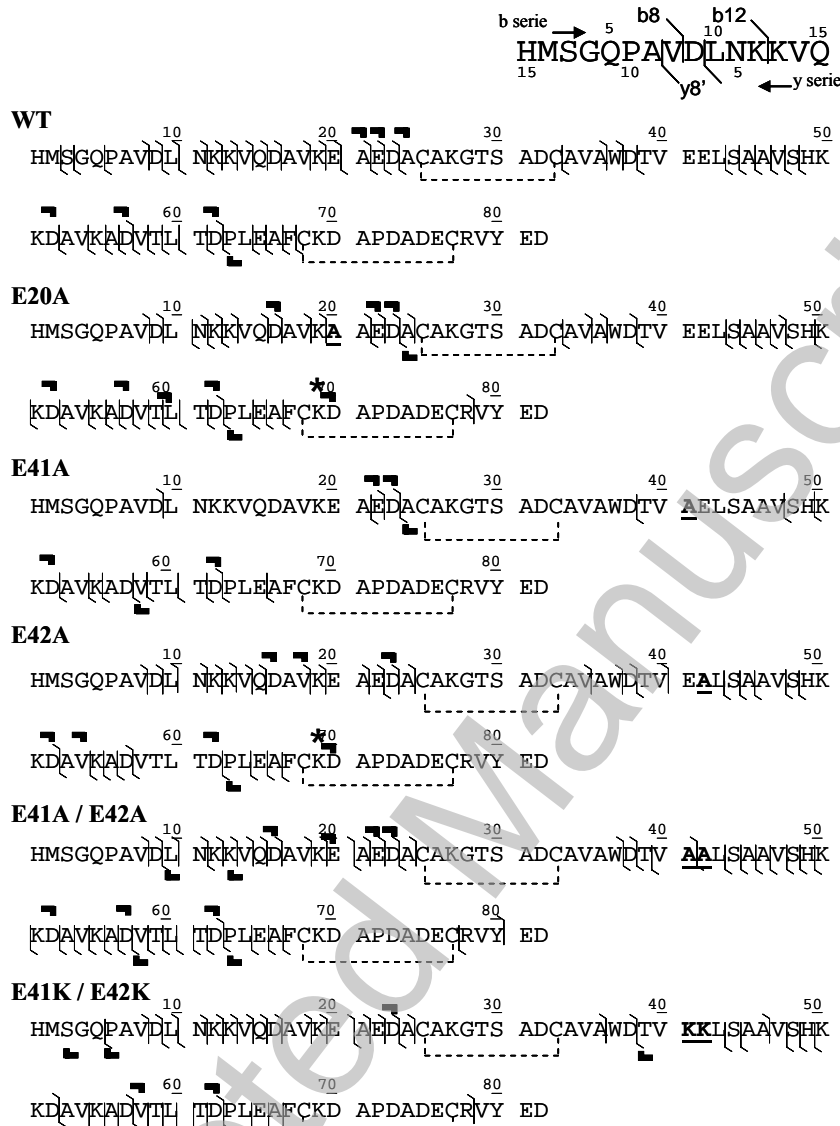 b serie
b8
b12
5
10
15
HMSGQPAVDLNKKVQ
15
10
5
y8'
y serie
WT
10 20 30 40 50
HMSGQPAVDL NKKVQDAVKE AEDACAKGTS ADCAVAWDTV EELSAAVSHK
60 70 80
KDAVKADVTL TDPLEAFCKD APDADECRVY ED
E20A
10 20 30 40 50
HMSGQPAVDL NKKVQDAVKA AEDACAKGTS ADCAVAWDTV EELSAAVSHK
60 *70 80
KDAVKADVTL TDPLEAFCKD APDADECRVY ED
E41A
10 20 30 40 50
HMSGQPAVDL NKKVQDAVKE AEDACAKGTS ADCAVAWDTV AELSAAVSHK
60 70 80
KDAVKADVTL TDPLEAFCKD APDADECRVY ED
E42A
10 20 30 40 50
HMSGQPAVDL NKKVQDAVKE AEDACAKGTS ADCAVAWDTV EALSAAVSHK
60 *70 80
KDAVKADVTL TDPLEAFCKD APDADECRVY ED
E41A / E42A
10 20 30 40 50
HMSGQPAVDL NKKVQDAVKE AEDACAKGTS ADCAVAWDTV AALSAAVSHK
60 70 80
KDAVKADVTL TDPLEAFCKD APDADECRVY ED
E41K / E42K
10 20 30 40 50
HMSGQPAVDL NKKVQDAVKE AEDACAKGTS ADCAVAWDTV KKLSAAVSHK
60 70 80
KDAVKADVTL TDPLEAFCKD APDADECRVY ED
ted Manuscri